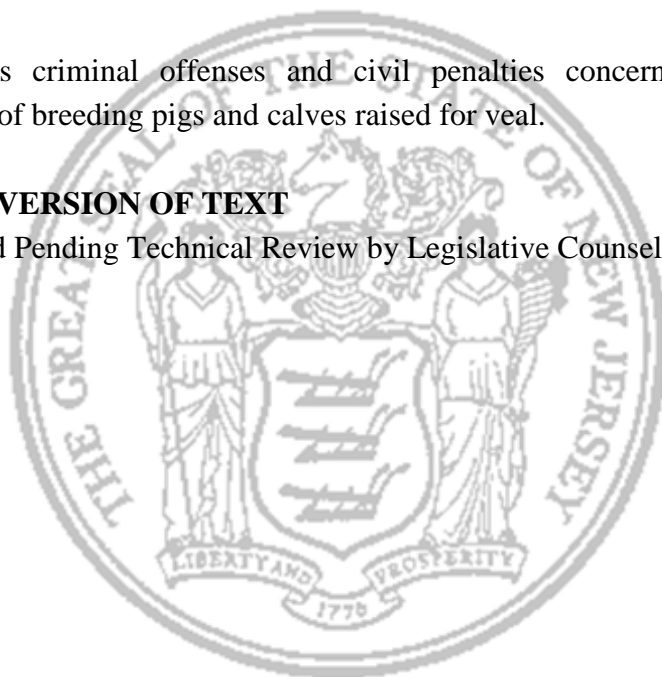 s criminal offenses and civil penalties concern
of breeding pigs and calves raised for veal.
VERSION OF TEXT
d Pending Technical Review by Legislative Counsel
THE GREAT SEAL OF THE STATE OF NEW JERSEY
LIBERTY AND PROSPERITY
1776